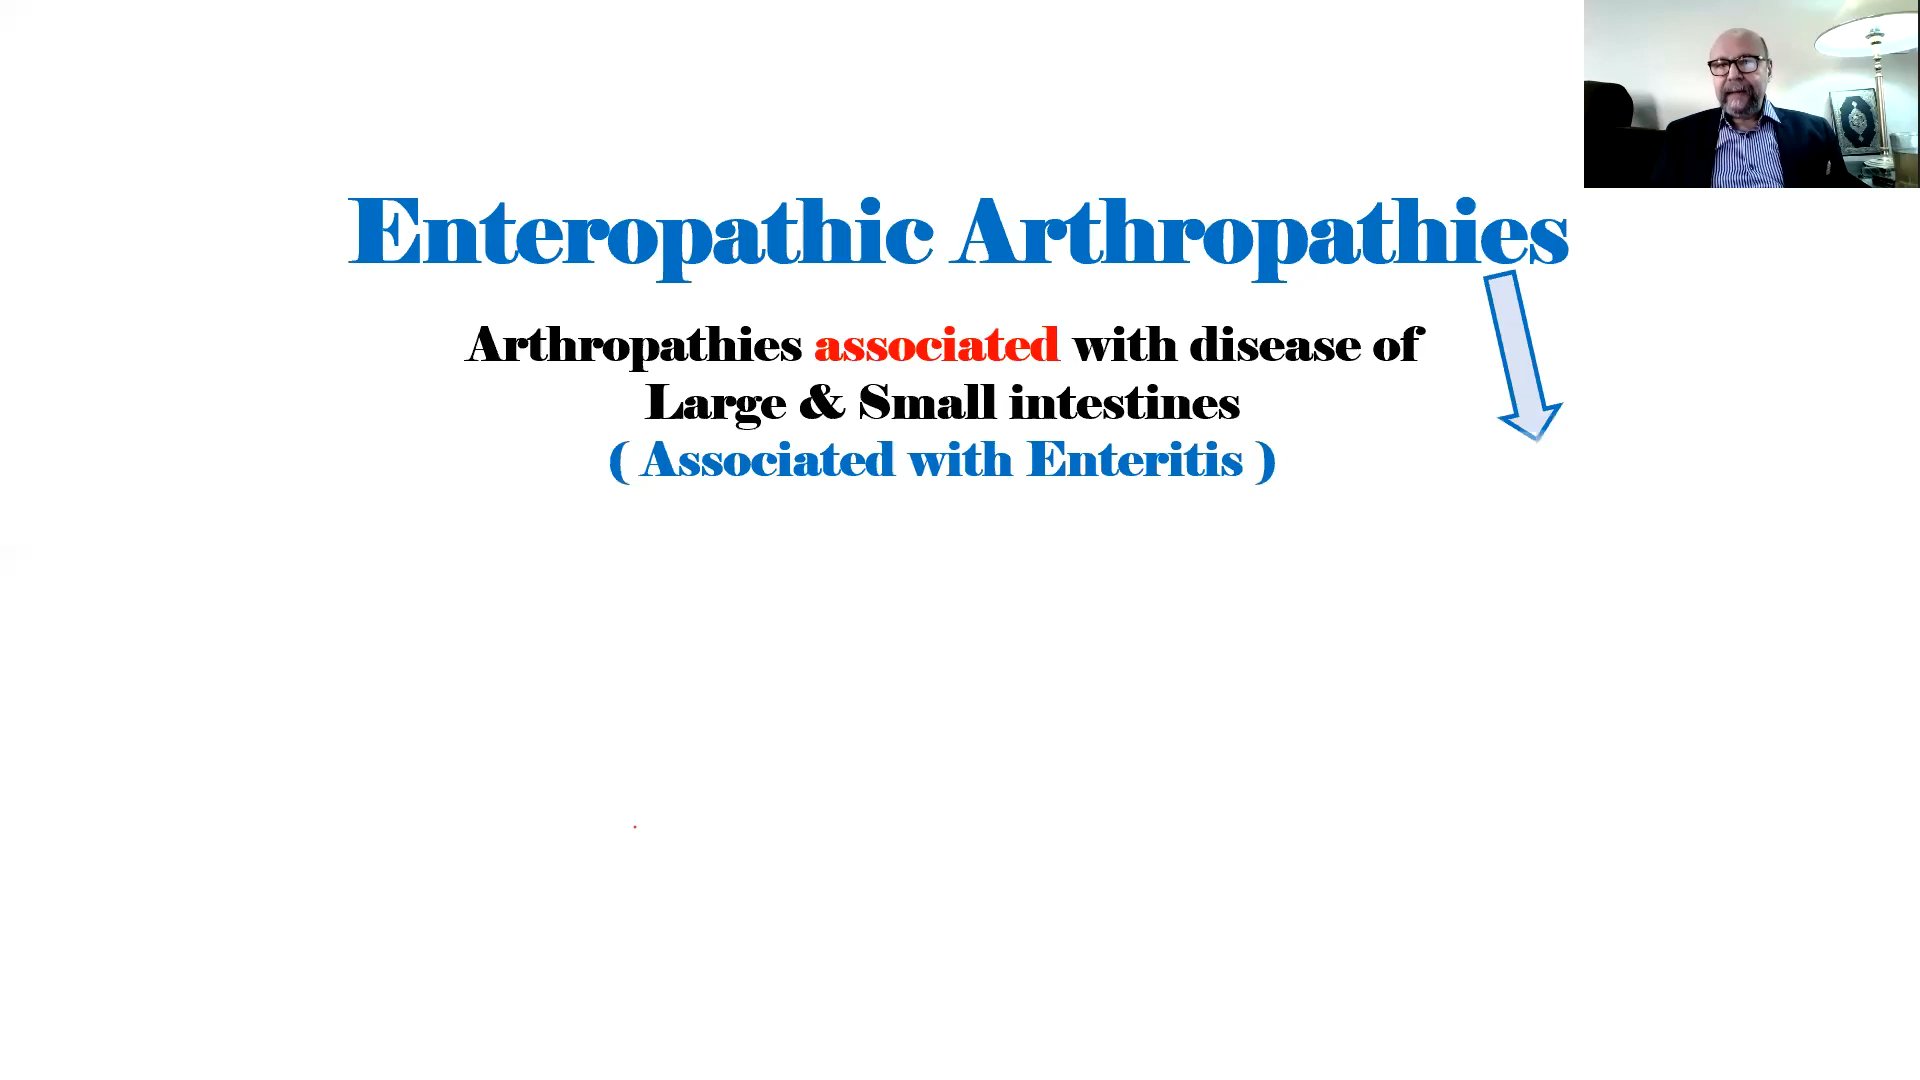 Enteropathic Arthropathies
Arthropathies associated with disease of
Large & Small intestines
( Associated with Enteritis )